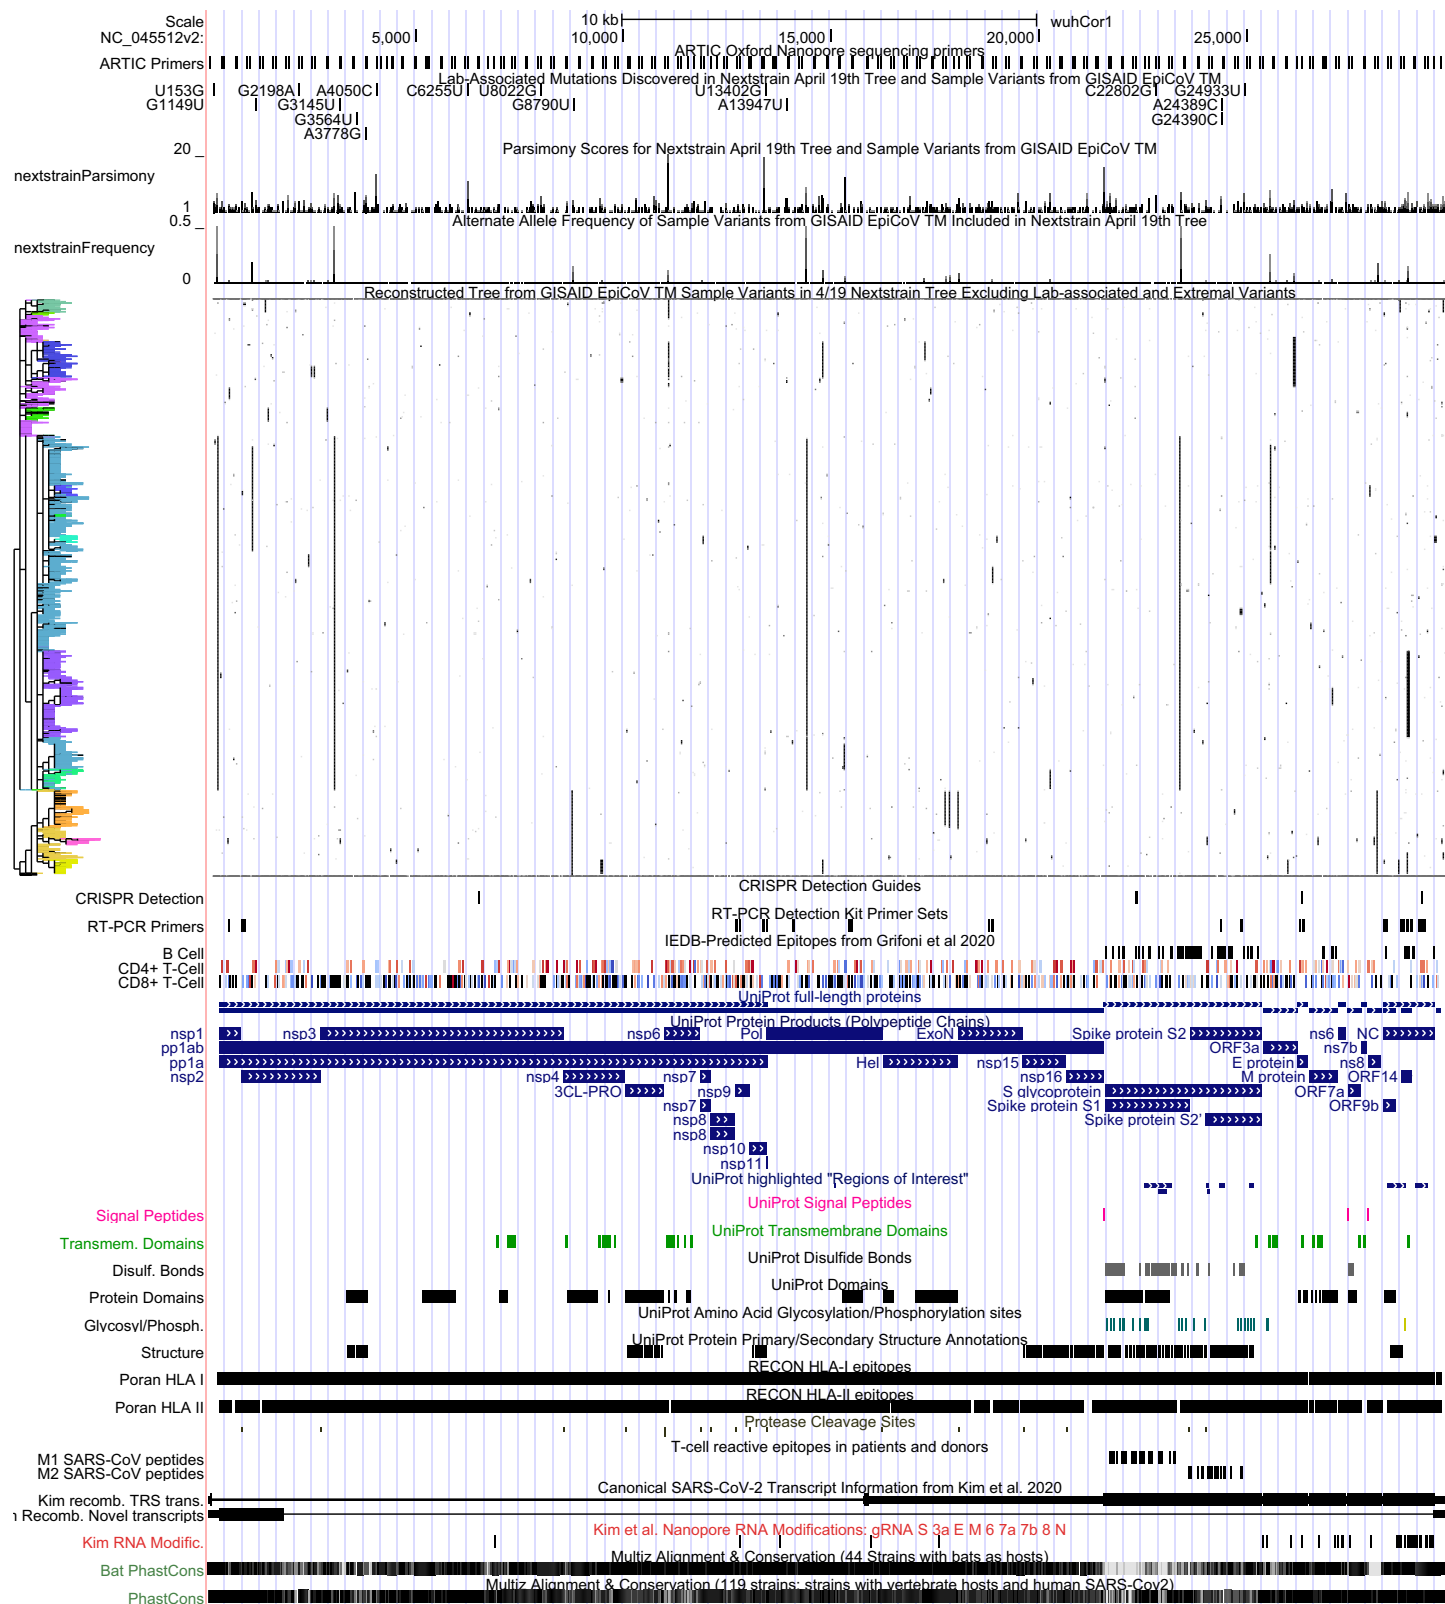 Scale 10 kb wuhCor1
NC_045512v2: 5,000 10,000 15,000 20,000 25,000
ARTIC Oxford Nanopore sequencing primers
ARTIC Primers
Lab-Associated Mutations Discovered in Nextstrain April 19th Tree and Sample Variants from GISAID EpiCoV TM
U153G G2198A A4050C C6255U U8022G U13402G C22802G G24933U
G1149U G3145U G8790U A13947U A24389C
G3564U G24390C
A3778G
20 _ Parsimony Scores for Nextstrain April 19th Tree and Sample Variants from GISAID EpiCoV TM
nextstrainParsimony
1
0.5 _ Alternate Allele Frequency of Sample Variants from GISAID EpiCoV TM Included in Nextstrain April 19th Tree
nextstrainFrequency
0
Reconstructed Tree from GISAID EpiCoV TM Sample Variants in 4/19 Nextstrain Tree Excluding Lab-associated and Extremal Variants
CRISPR Detection Guides
CRISPR Detection
RT-PCR Detection Kit Primer Sets
RT-PCR Primers
IEDB-Predicted Epitopes from Grifoni et al 2020
B Cell
CD4+ T-Cell
CD8+ T-Cell
UniProt full-length proteins
UniProt Protein Products (Polypeptide Chains)
nsp1 nsp3 nsp6 Pol ExoN Spike protein S2 ns6 NC
pp1ab ORF3a ns7b
pp1a Hel nsp15 E protein ns8
nsp2 nsp4 nsp7 nsp16 M protein ORF14
3CL-PRO nsp9 S glycoprotein ORF7a
nsp7 Spike protein S1 ORF9b
nsp8 Spike protein S2'
nsp8
nsp10
nsp11
UniProt highlighted "Regions of Interest"
UniProt Signal Peptides
Signal Peptides
UniProt Transmembrane Domains
Transmem. Domains
UniProt Disulfide Bonds
Disulf. Bonds
UniProt Domains
Protein Domains
UniProt Amino Acid Glycosylation/Phosphorylation sites
Glycosyl/Phosph.
UniProt Protein Primary/Secondary Structure Annotations
Structure
RECON HLA-I epitopes
Poran HLA I
RECON HLA-II epitopes
Poran HLA II
Protease Cleavage Sites
T-cell reactive epitopes in patients and donors
M1 SARS-CoV peptides
M2 SARS-CoV peptides
Canonical SARS-CoV-2 Transcript Information from Kim et al. 2020
Kim recomb. TRS trans.
Recomb. Novel transcripts
Kim et al. Nanopore RNA Modifications: gRNA S 3a E M 6 7a 7b 8 N
Kim RNA Modific.
Multiz Alignment & Conservation (44 Strains with bats as hosts)
Bat PhastCons
Multiz Alignment & Conservation (119 strains: strains with vertebrate hosts and human SARS-Cov2)
PhastCons